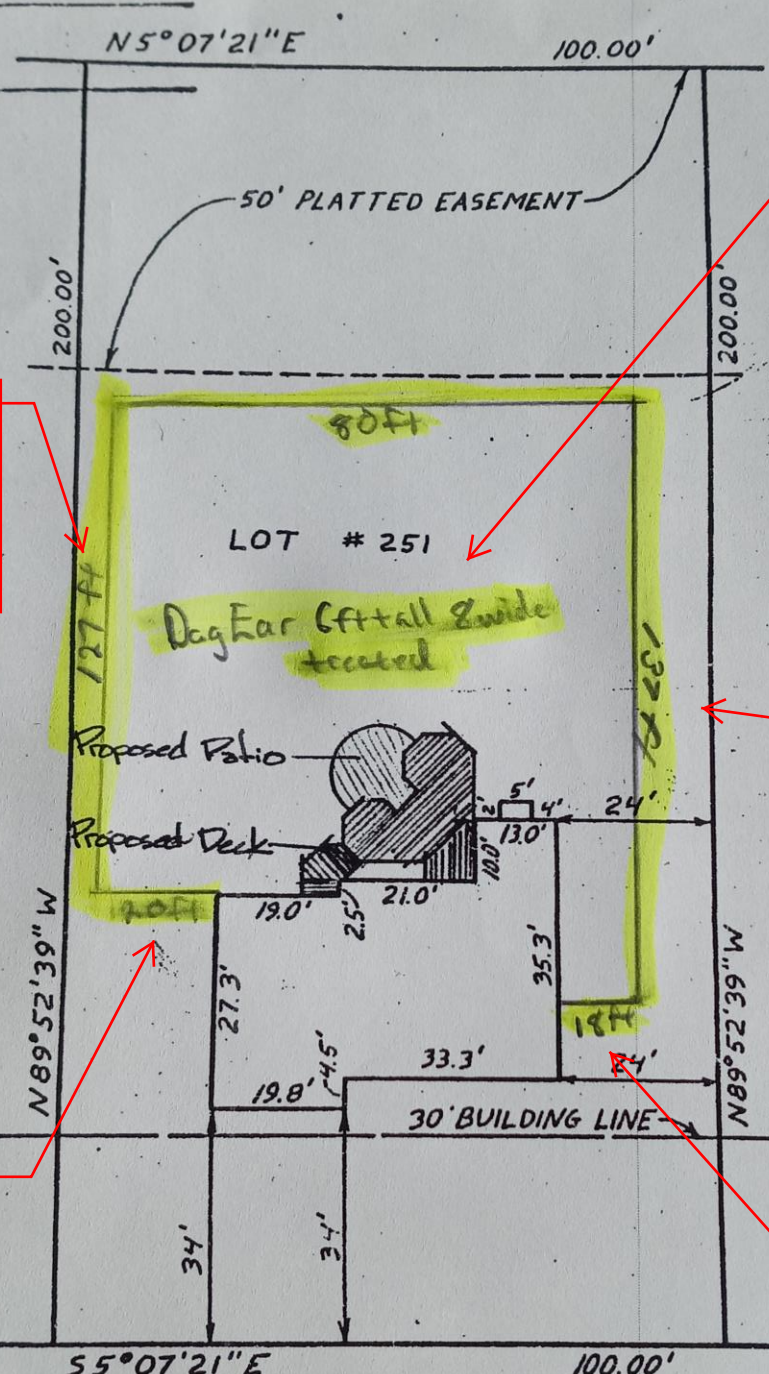 N5°07'21"E
100.00'
50' PLATTED EASEMENT
200.00'
200.00'
80ft
LOT # 251
127 ft
DagEar 6ft tall 8 wide
treated
137 ft
Proposed Patio
5'
2'
4'
24'
13.0'
Proposed Deck
10.0'
21.0'
19.0'
2.5'
20ft
35.3'
27.3'
N89°52'39"W
N89°52'39"W
18ft
4.5'
33.3'
24'
19.8'
30' BUILDING LINE
34'
34'
S5°07'21"E
100.00'